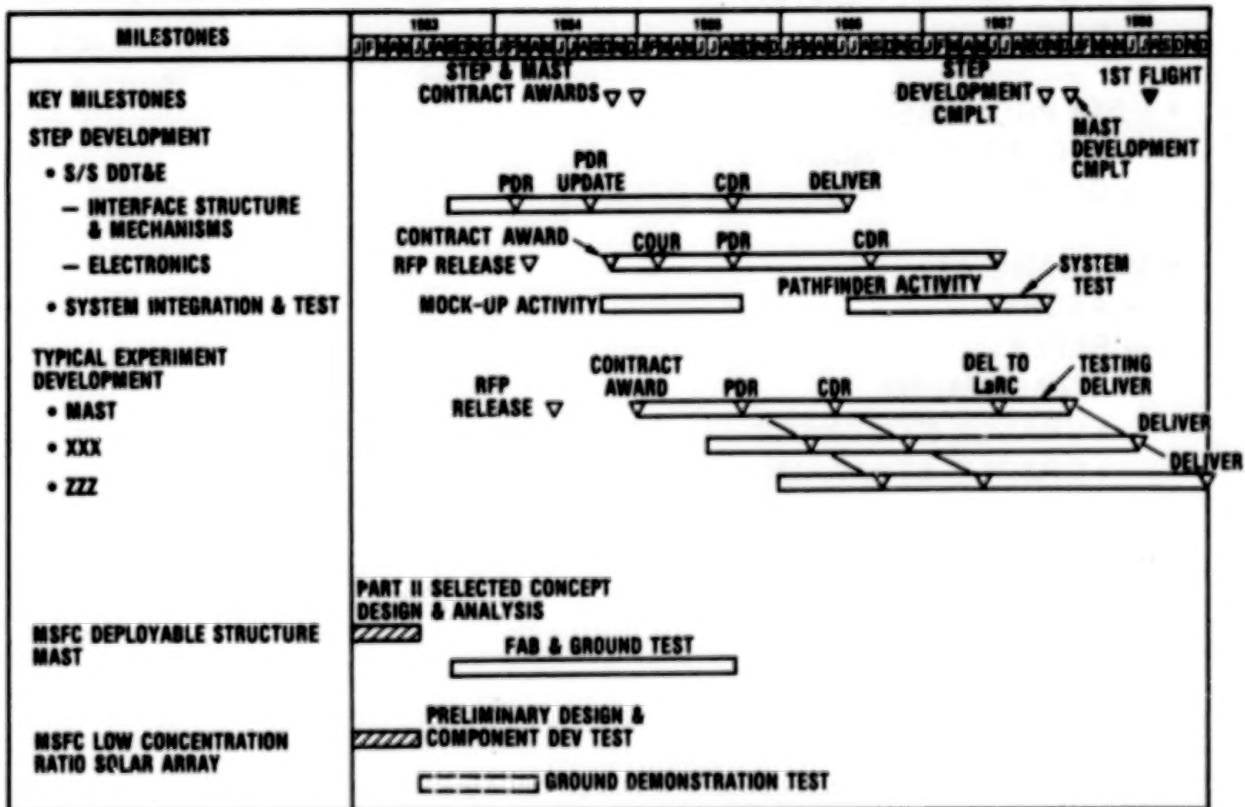 MILESTONES
1983 1984 1985 1986 1987 1988
J F M A M J J A S O N D J F M A M J J A S O N D J F M A M J J A S O N D J F M A M J J A S O N D J F M A M J J A S O N D J F M A M J J A S O N D
KEY MILESTONES
STEP & MAST
CONTRACT AWARDS
STEP
DEVELOPMENT
CMPLT
1ST FLIGHT
MAST
DEVELOPMENT
CMPLT
STEP DEVELOPMENT
• S/S DDT&E
— INTERFACE STRUCTURE
& MECHANISMS
PDR
PDR
UPDATE
CDR
DELIVER
— ELECTRONICS
CONTRACT AWARD
RFP RELEASE
COUR
PDR
CDR
• SYSTEM INTEGRATION & TEST
MOCK-UP ACTIVITY
PATHFINDER ACTIVITY
SYSTEM
TEST
TYPICAL EXPERIMENT
DEVELOPMENT
• MAST
RFP
RELEASE
CONTRACT
AWARD
PDR
CDR
DEL TO
LaRC
TESTING
DELIVER
• XXX
DELIVER
• ZZZ
DELIVER
MSFC DEPLOYABLE STRUCTURE
MAST
PART II SELECTED CONCEPT
DESIGN & ANALYSIS
FAB & GROUND TEST
MSFC LOW CONCENTRATION
RATIO SOLAR ARRAY
PRELIMINARY DESIGN &
COMPONENT DEV TEST
GROUND DEMONSTRATION TEST